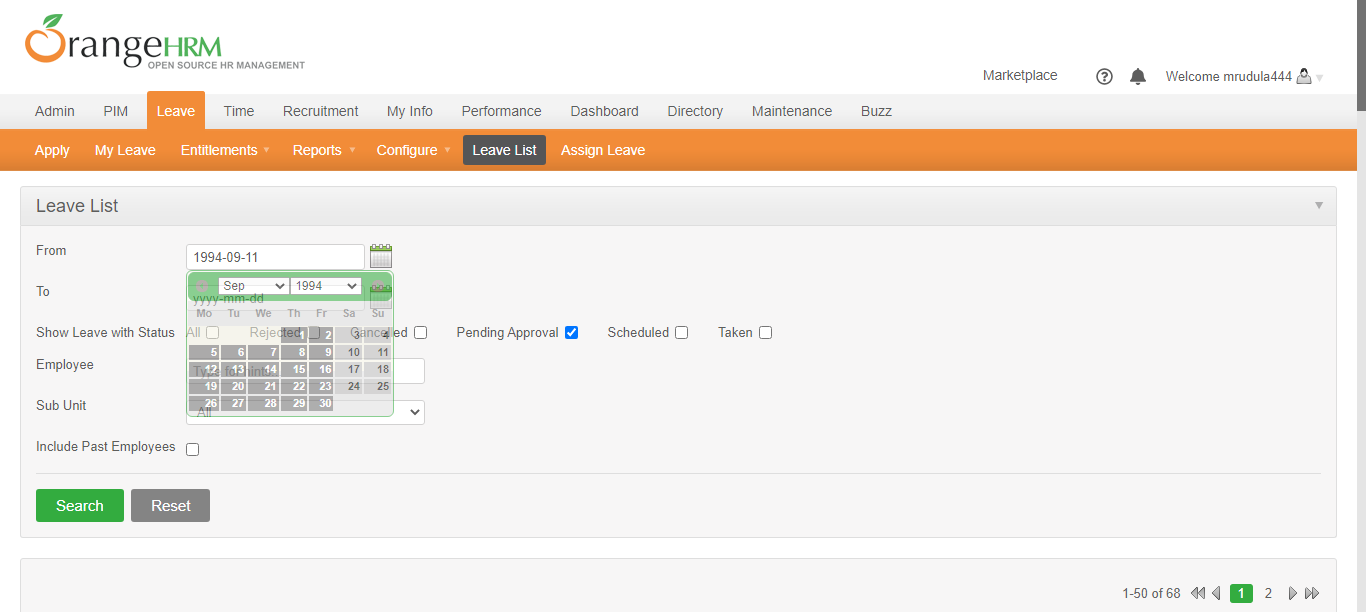 OrangeHRM
OPEN SOURCE HR MANAGEMENT
Marketplace ? Welcome mrudula444
Admin PIM Leave Time Recruitment My Info Performance Dashboard Directory Maintenance Buzz
Apply My Leave Entitlements Reports Configure Leave List Assign Leave
Leave List
From 1994-09-11
Sep 1994
To yyyy-mm-dd
Mo Tu We Th Fr Sa Su
Show Leave with Status All Rejected Cancelled Pending Approval Scheduled Taken
1 2 3 4
5 6 7 8 9 10 11
Employee Type for hints...
12 13 14 15 16 17 18
19 20 21 22 23 24 25
26 27 28 29 30
Sub Unit All
Include Past Employees
Search Reset
1-50 of 68 1 2